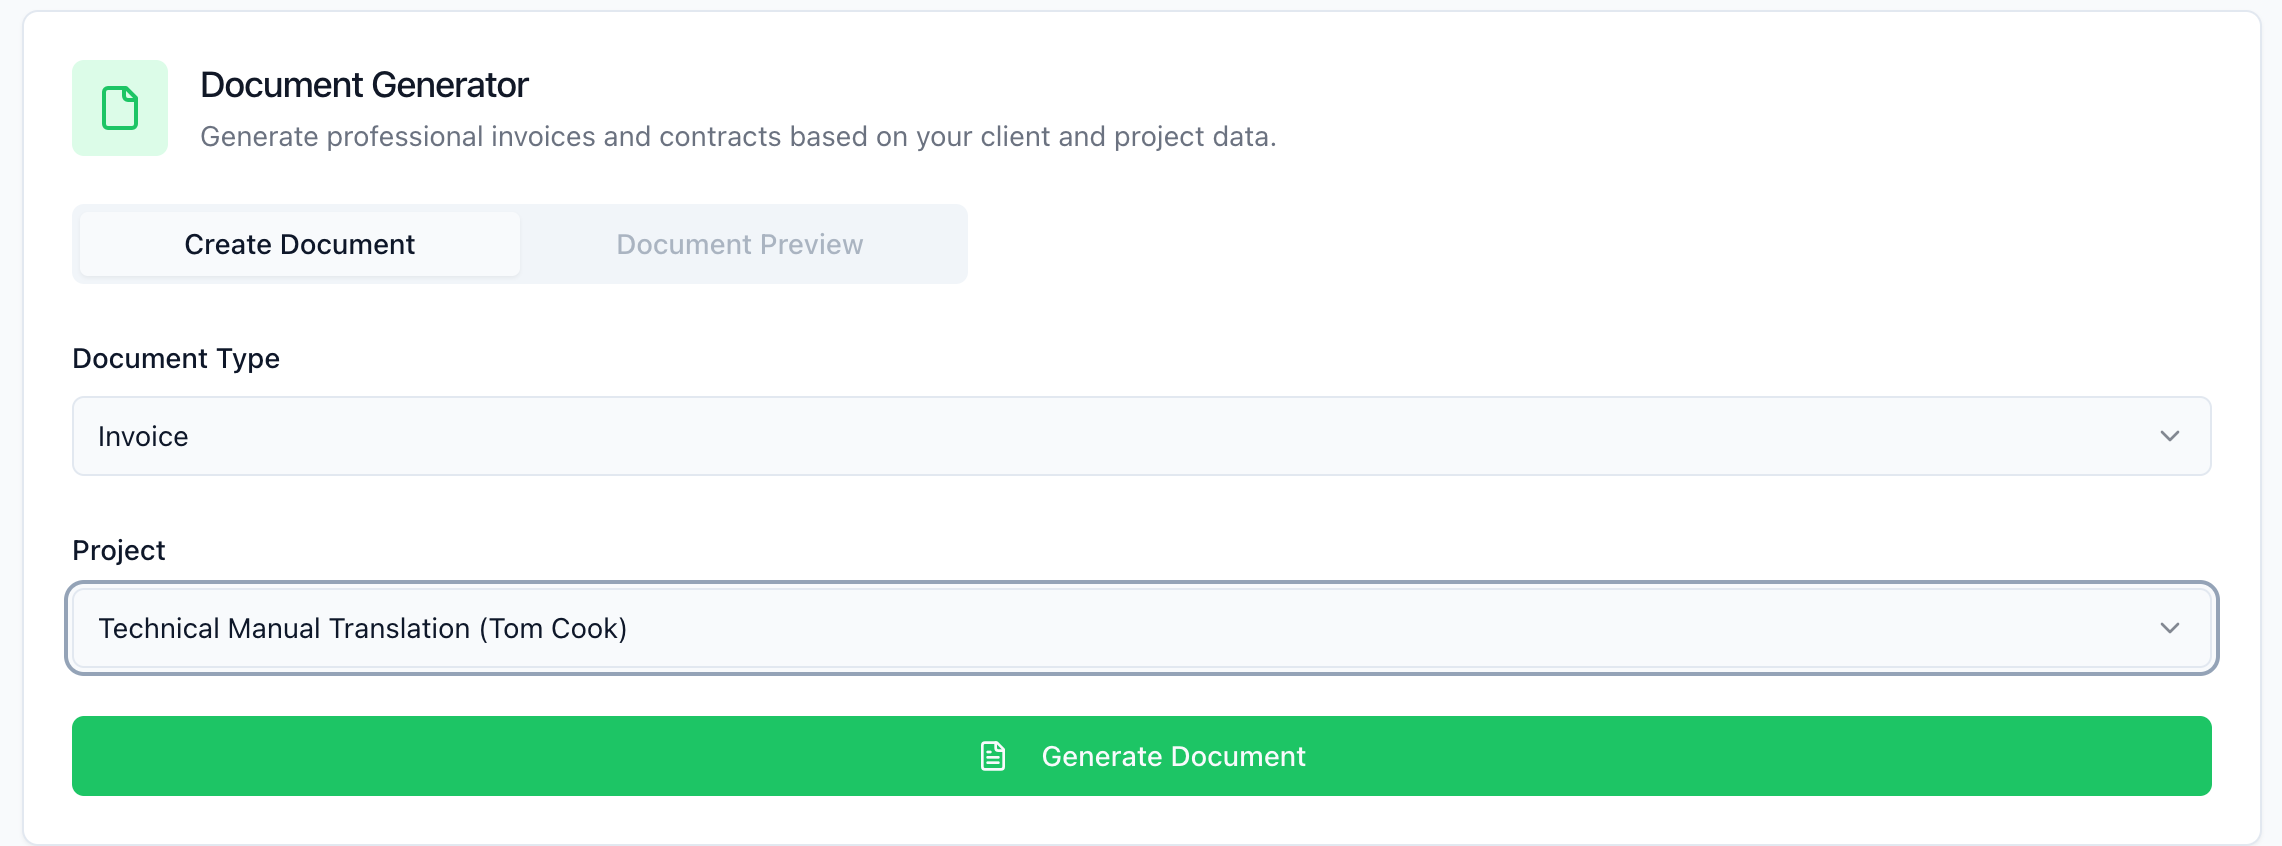 Document Generator
Generate professional invoices and contracts based on your client and project data.
Create Document
Document Preview
Document Type
Invoice
Project
Technical Manual Translation (Tom Cook)
Generate Document